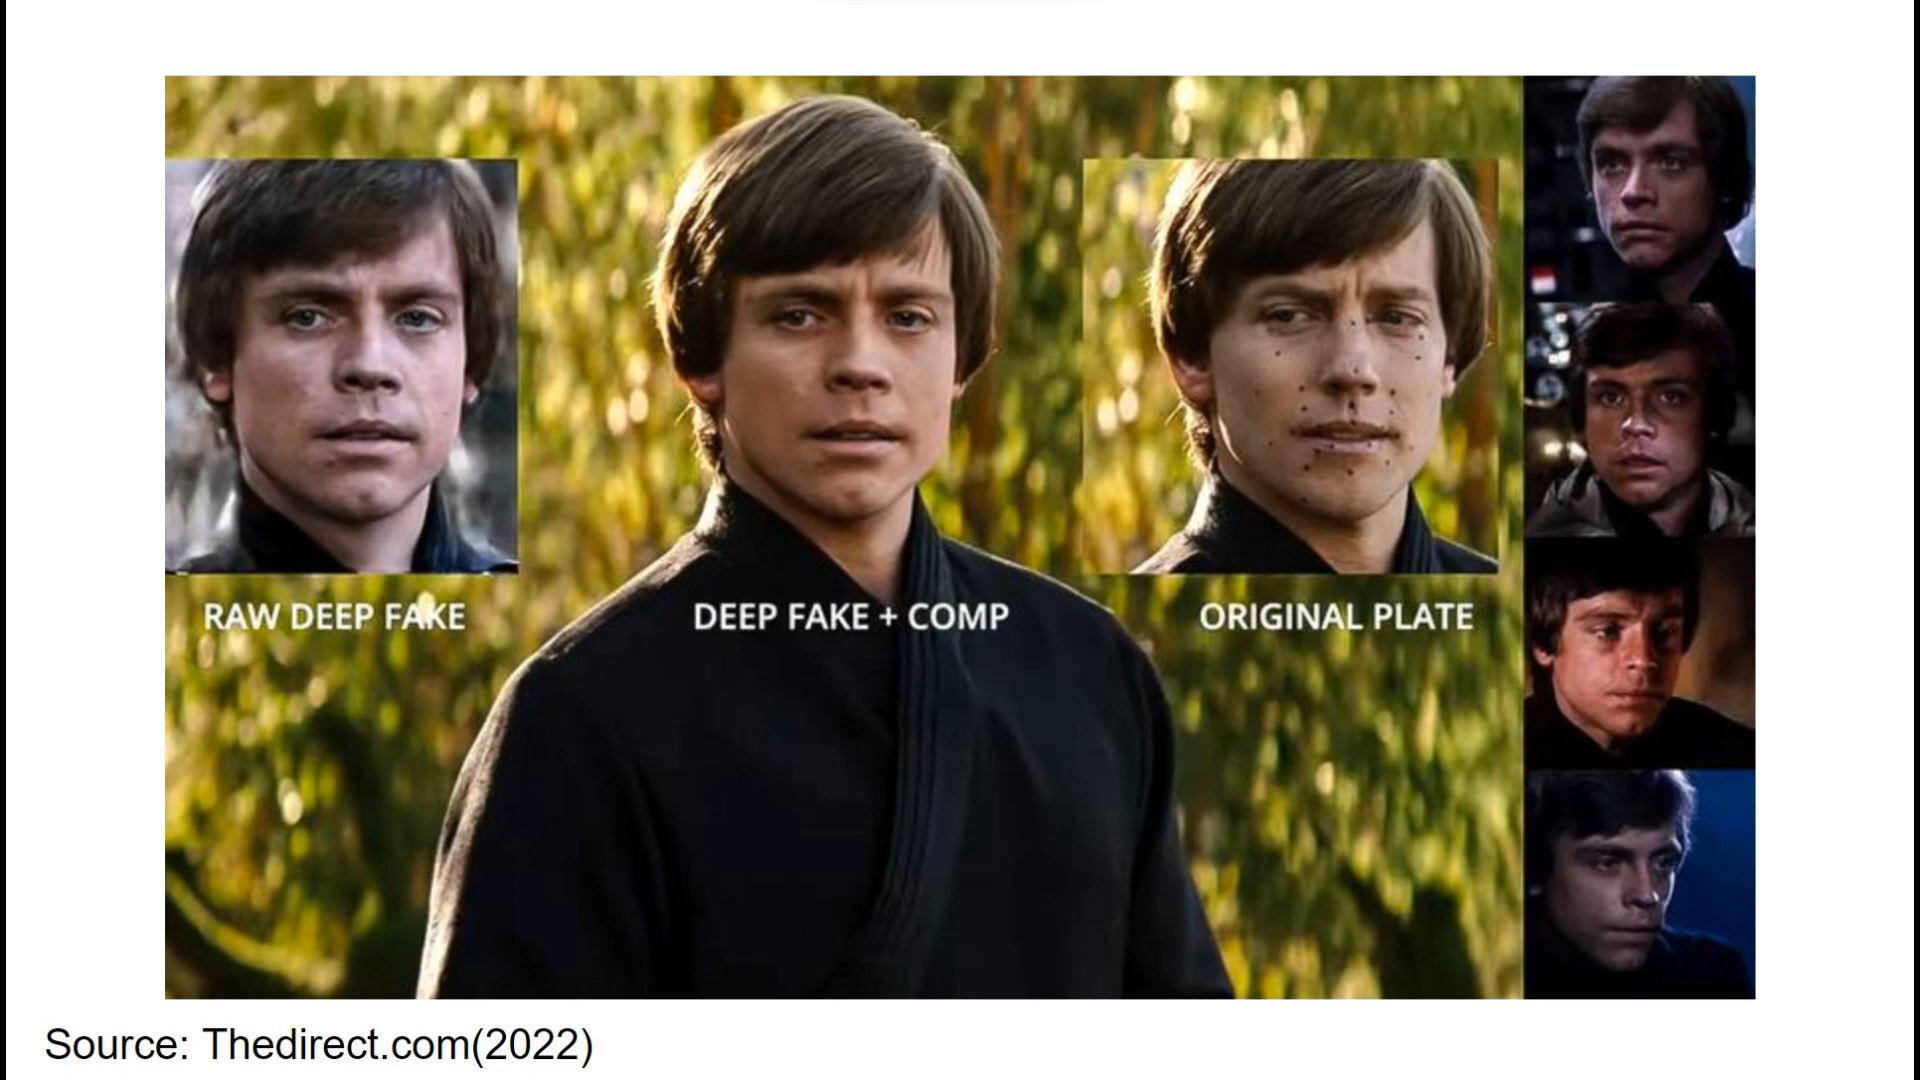 RAW DEEP FAKE
DEEP FAKE + COMP
ORIGINAL PLATE
Source: Thedirect.com(2022)